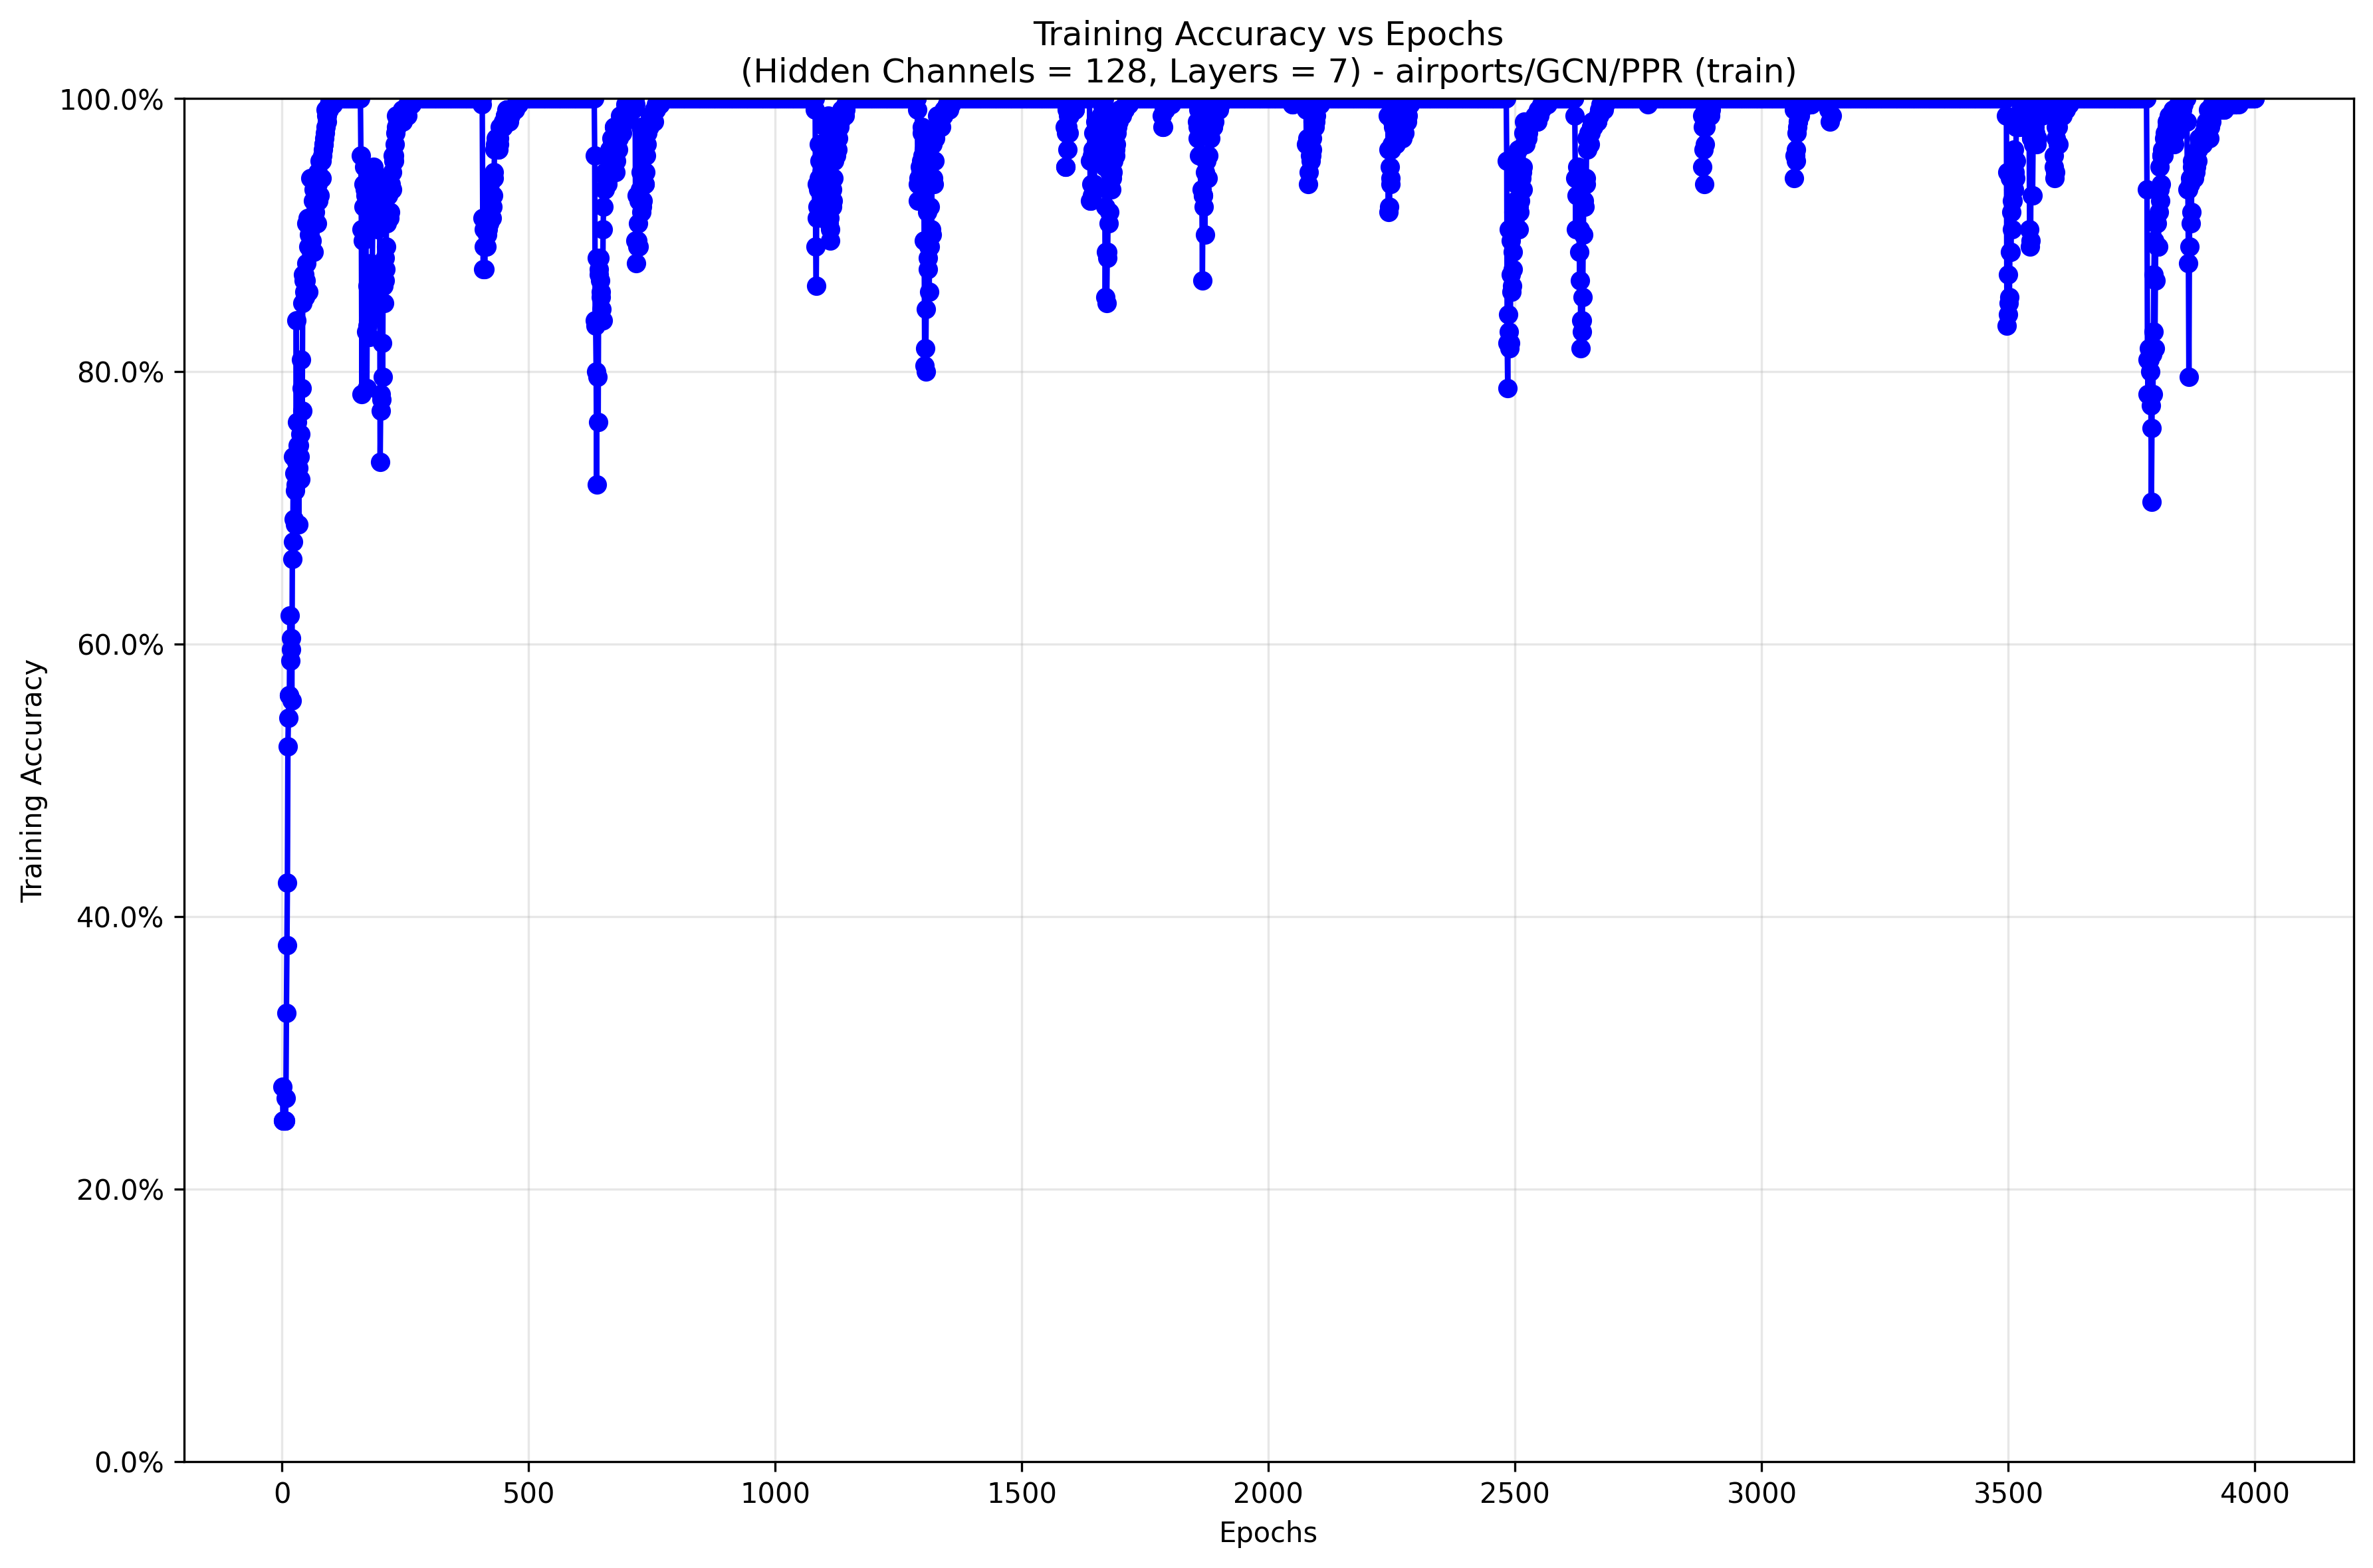 Training Accuracy vs Epochs
(Hidden Channels = 128, Layers = 7) - airports/GCN/PPR (train)
100.0%
80.0%
60.0%
40.0%
20.0%
0.0%
Training Accuracy
0 500 1000 1500 2000 2500 3000 3500 4000
Epochs